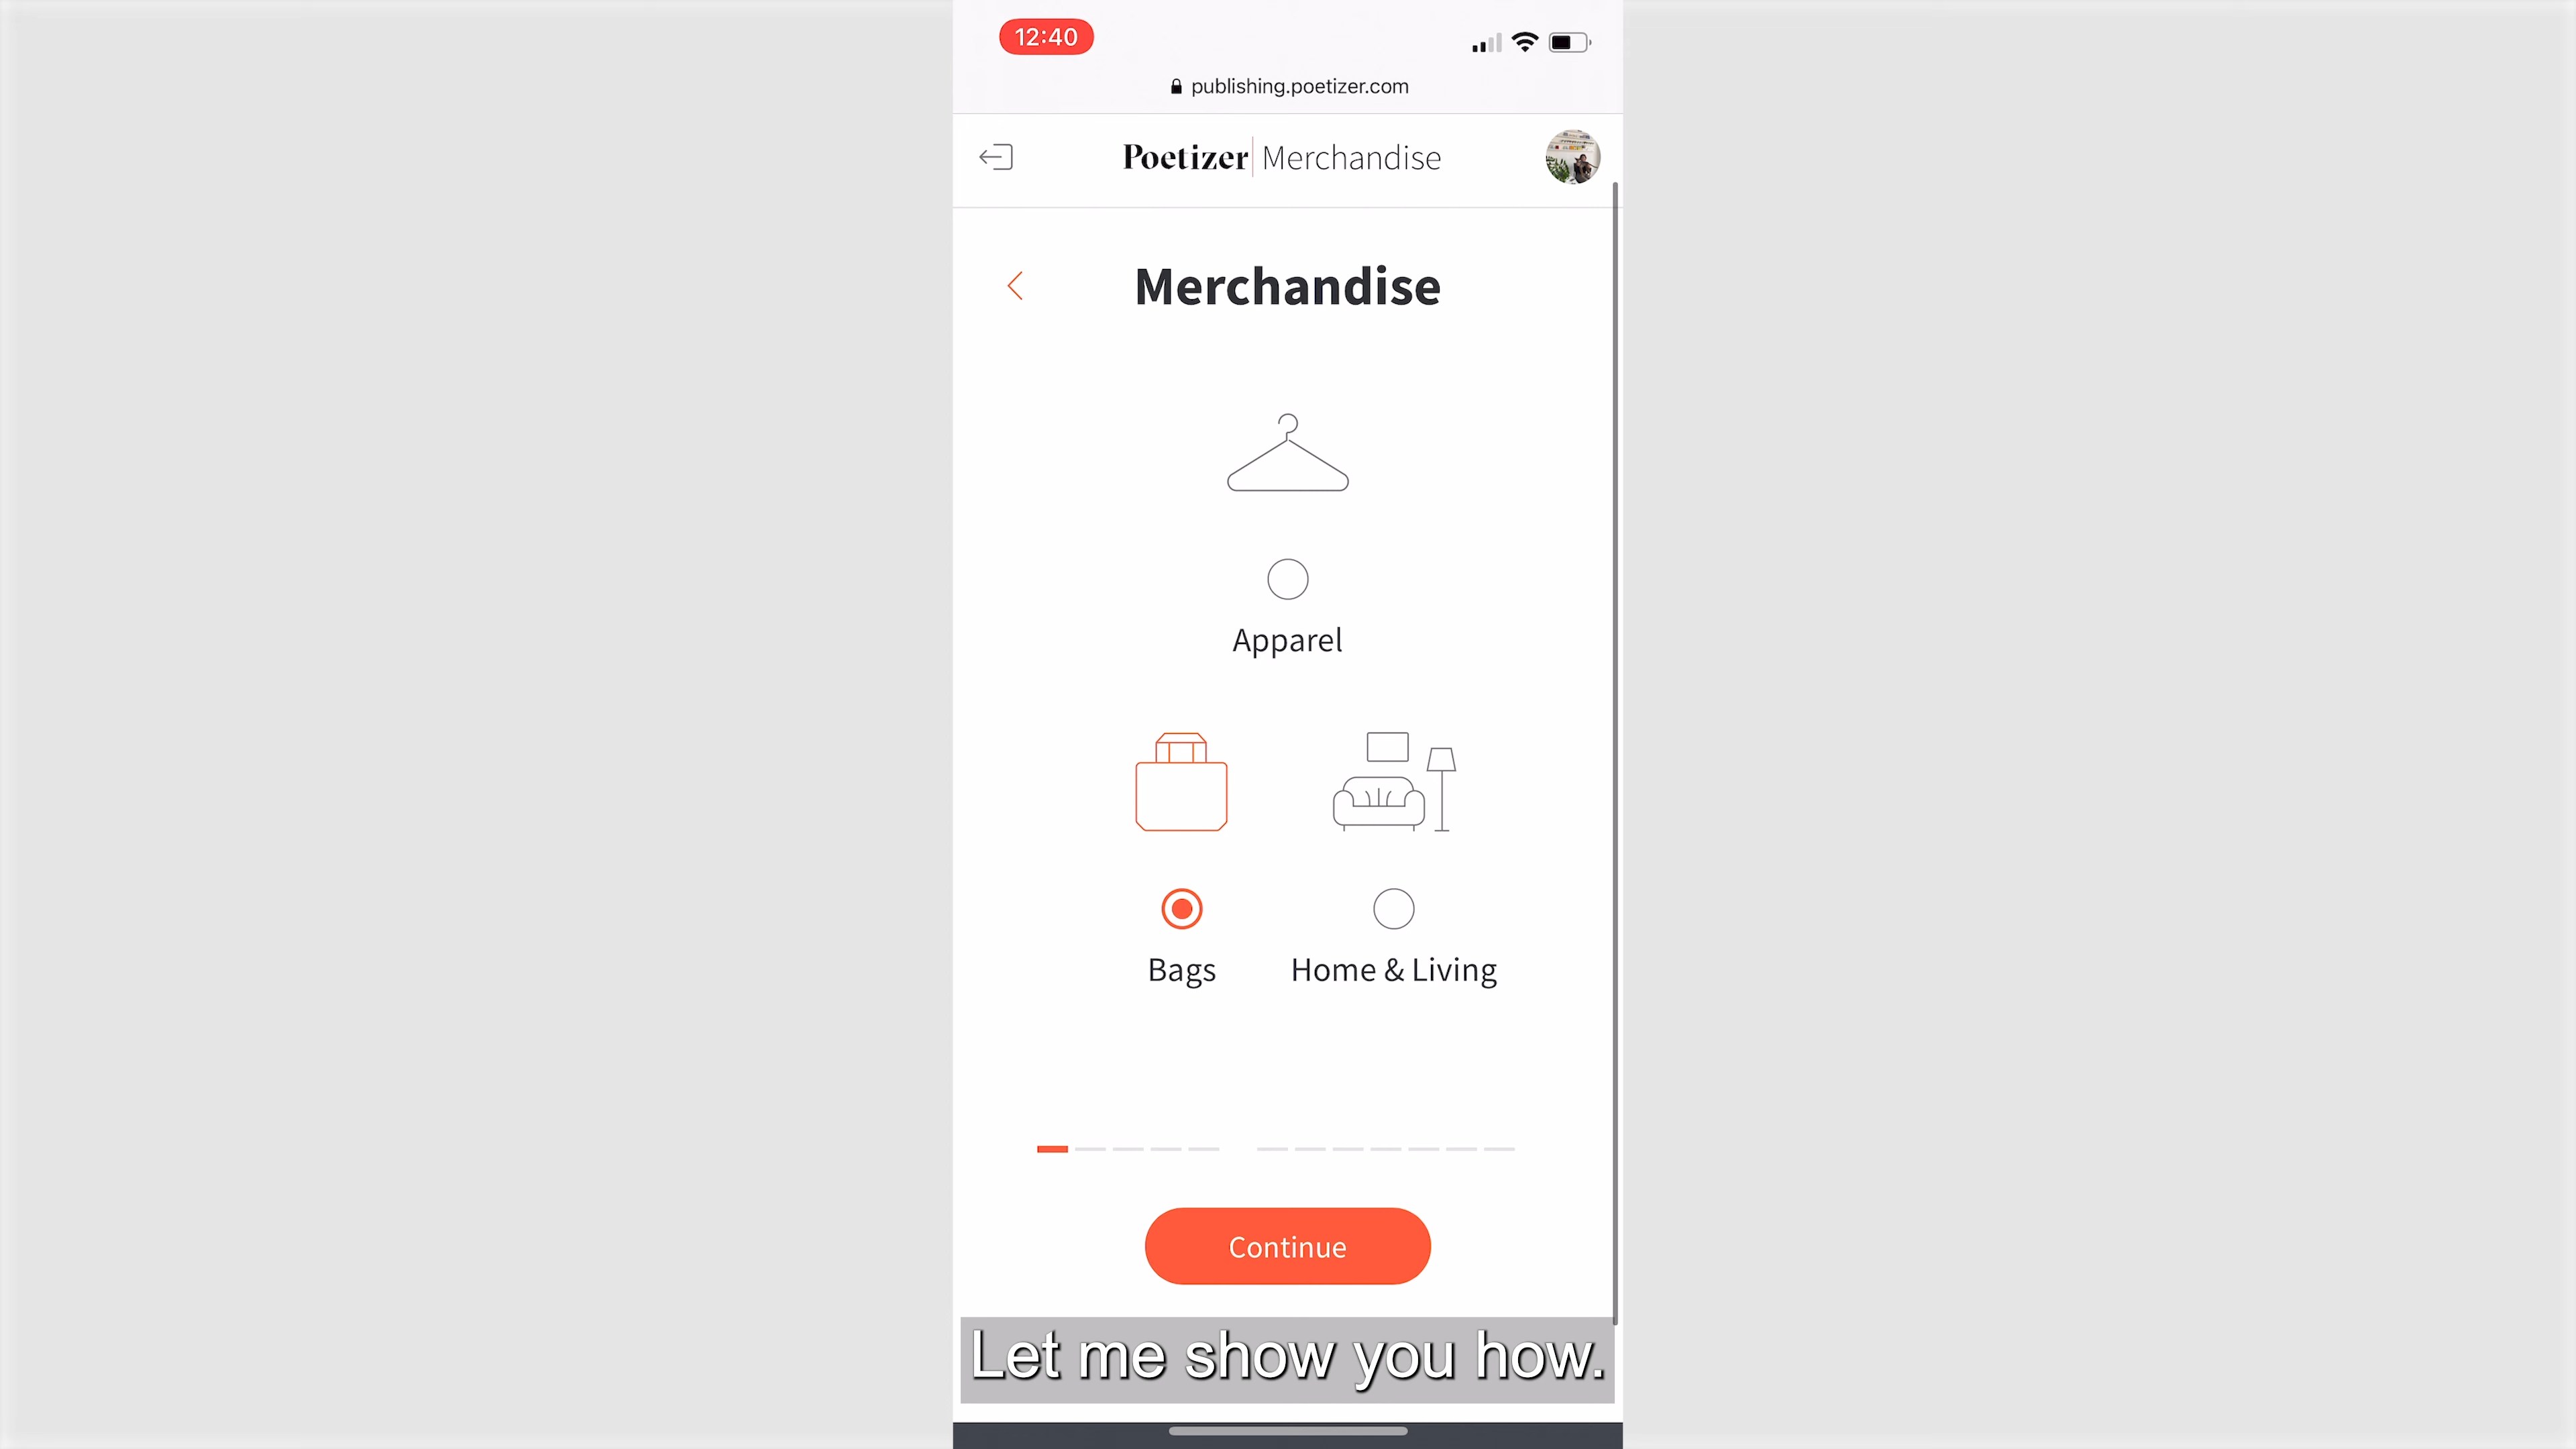 12:40
publishing.poetizer.com
Poetizer Merchandise
Merchandise
Apparel
Bags Home & Living
Continue
Let me show you how.